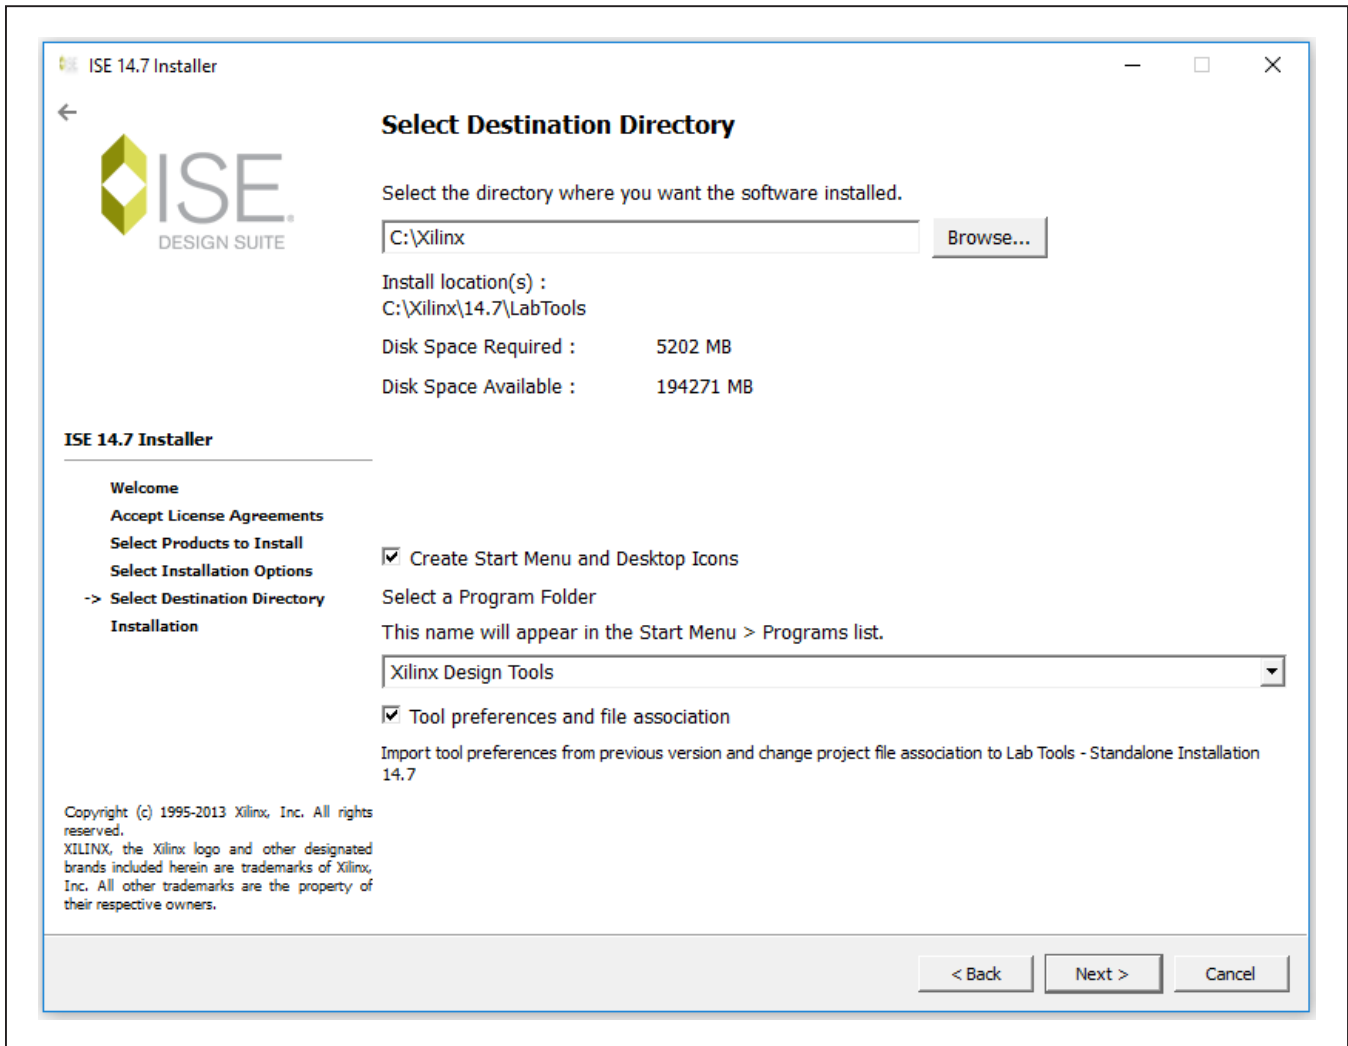 ISE 14.7 Installer
ISE®
DESIGN SUITE
Select Destination Directory
Select the directory where you want the software installed.
C:\Xilinx
Browse...
Install location(s) :
C:\Xilinx\14.7\LabTools
Disk Space Required : 5202 MB
Disk Space Available : 194271 MB
ISE 14.7 Installer
Welcome
Accept License Agreements
Select Products to Install
Select Installation Options
-> Select Destination Directory
Installation
Create Start Menu and Desktop Icons
Select a Program Folder
This name will appear in the Start Menu > Programs list.
Xilinx Design Tools
Tool preferences and file association
Import tool preferences from previous version and change project file association to Lab Tools - Standalone Installation
14.7
Copyright (c) 1995-2013 Xilinx, Inc. All rights
reserved.
XILINX, the Xilinx logo and other designated
brands included herein are trademarks of Xilinx,
Inc. All other trademarks are the property of
their respective owners.
< Back
Next >
Cancel